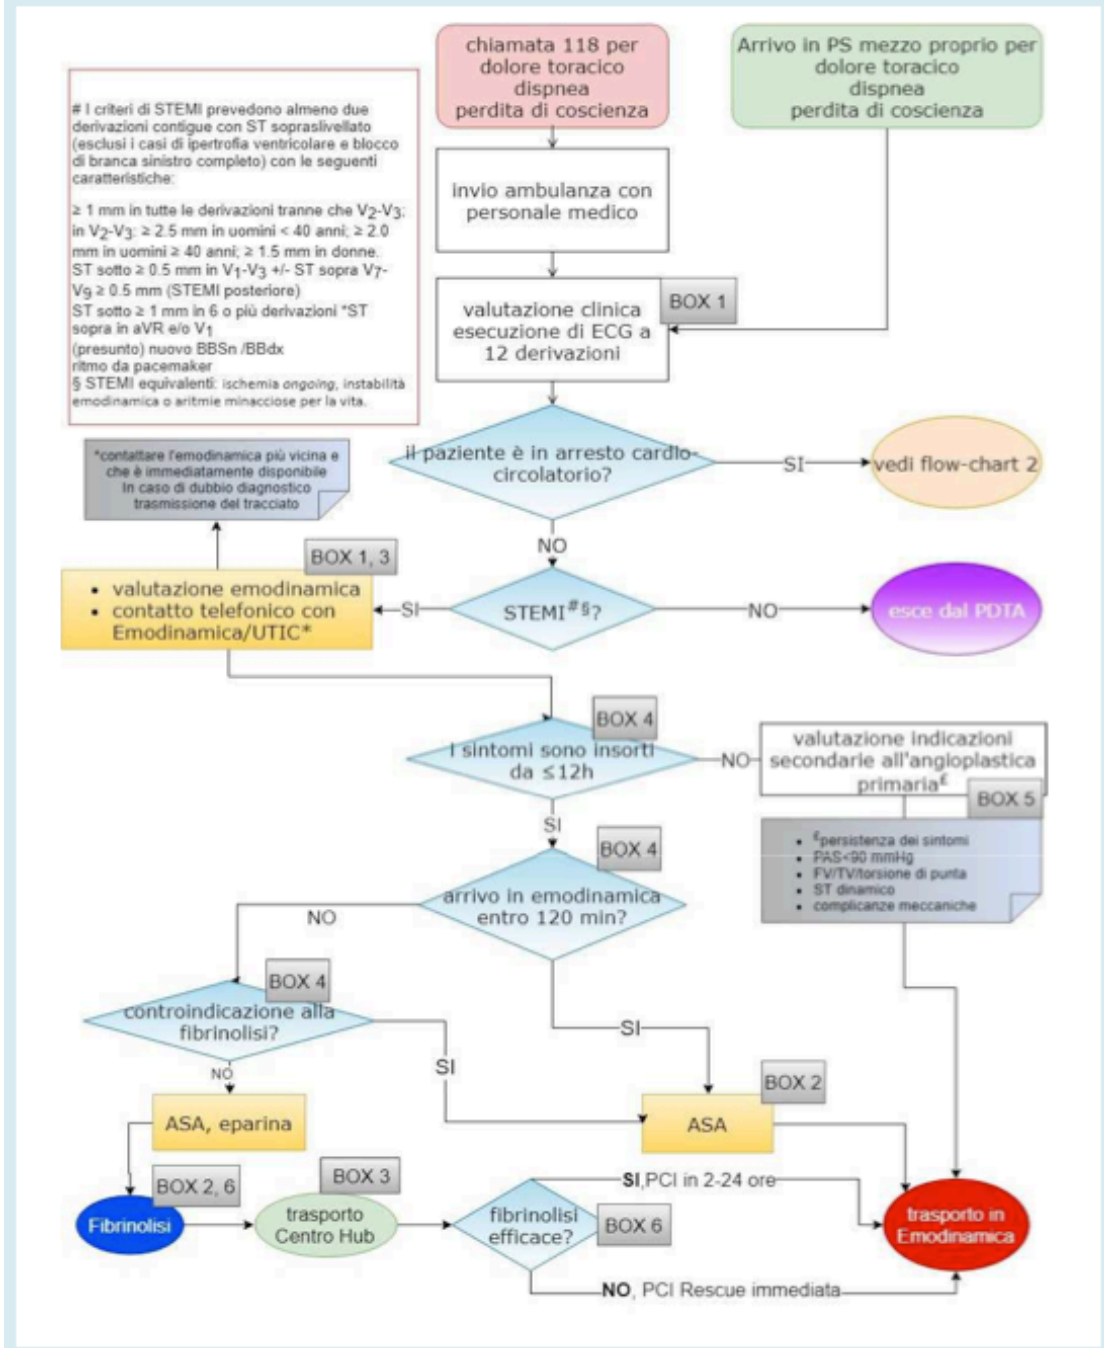 chiamata 118 per
dolore toracico
dispnea
perdita di coscienza
Arrivo in PS mezzo proprio per
dolore toracico
dispnea
perdita di coscienza
# I criteri di STEMI prevedono almeno due
derivazioni contigue con ST sopraslivellato
(esclusi i casi di ipertrofia ventricolare e blocco
di branca sinistro completo) con le seguenti
caratteristiche:
≥ 1 mm in tutte le derivazioni tranne che V2-V3;
in V2-V3: ≥ 2.5 mm in uomini < 40 anni; ≥ 2.0
mm in uomini ≥ 40 anni; ≥ 1.5 mm in donne.
ST sotto ≥ 0.5 mm in V1-V3 +/- ST sopra V7-
V9 ≥ 0.5 mm (STEMI posteriore)
ST sotto ≥ 1 mm in 6 o più derivazioni *ST
sopra in aVR e/o V1
(presunto) nuovo BBSn /BBdx
ritmo da pacemaker
§ STEMI equivalenti: ischemia ongoing, instabilità
emodinamica o aritmie minacciose per la vita.
invio ambulanza con
personale medico
BOX 1
valutazione clinica
esecuzione di ECG a
12 derivazioni
il paziente è in arresto cardio-
circolatorio?
SI
vedi flow-chart 2
NO
*contattare l'emodinamica più vicina e
che è immediatamente disponibile
In caso di dubbio diagnostico
trasmissione del tracciato
BOX 1, 3
• valutazione emodinamica
• contatto telefonico con
Emodinamica/UTIC*
SI
STEMI#§?
NO
esce dal PDTA
BOX 4
I sintomi sono insorti
da ≤12h
NO
valutazione indicazioni
secondarie all'angioplastica
primaria£
BOX 5
• £persistenza dei sintomi
• PAS<90 mmHg
• FV/TV/torsione di punta
• ST dinamico
• complicanze meccaniche
SI
BOX 4
arrivo in emodinamica
entro 120 min?
NO
SI
BOX 4
controindicazione alla
fibrinolisi?
SI
NO
ASA, eparina
BOX 2
ASA
BOX 2, 6
Fibrinolisi
BOX 3
trasporto
Centro Hub
fibrinolisi
efficace?
BOX 6
SI,PCI in 2-24 ore
NO, PCI Rescue immediata
trasporto in
Emodinamica